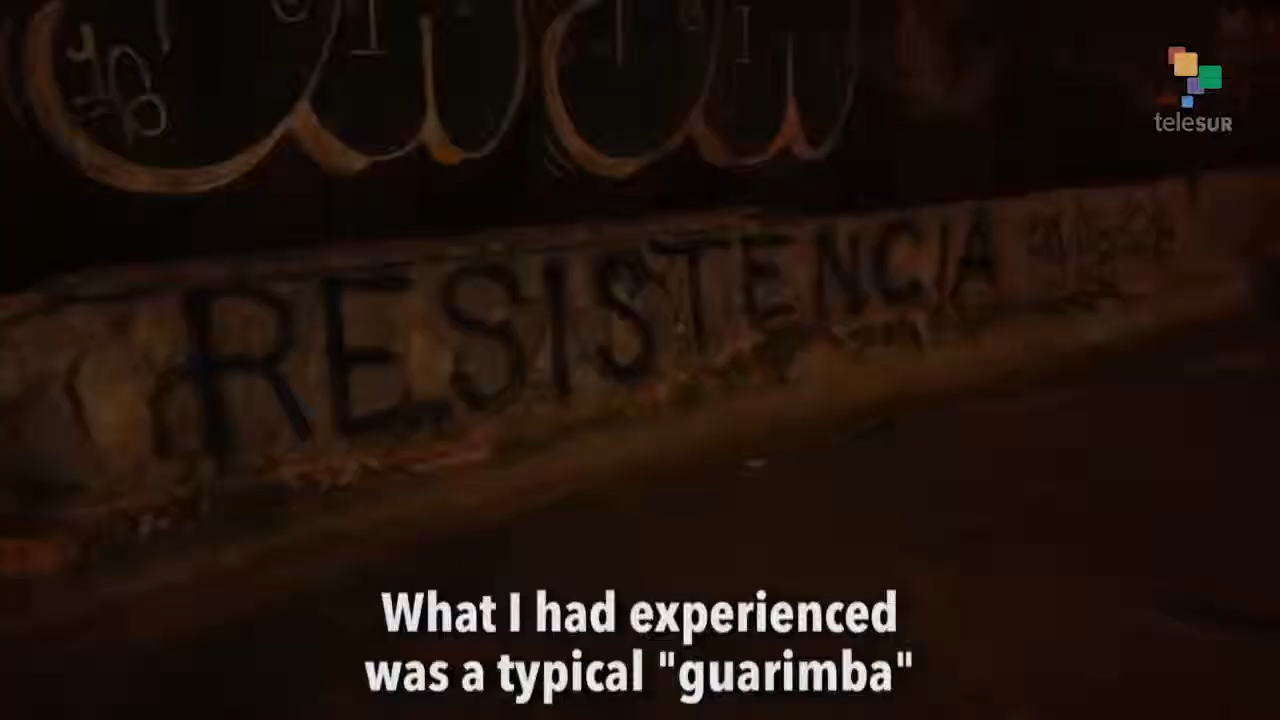 teleSUR
RESISTENCIA
What I had experienced
was a typical "guarimba"